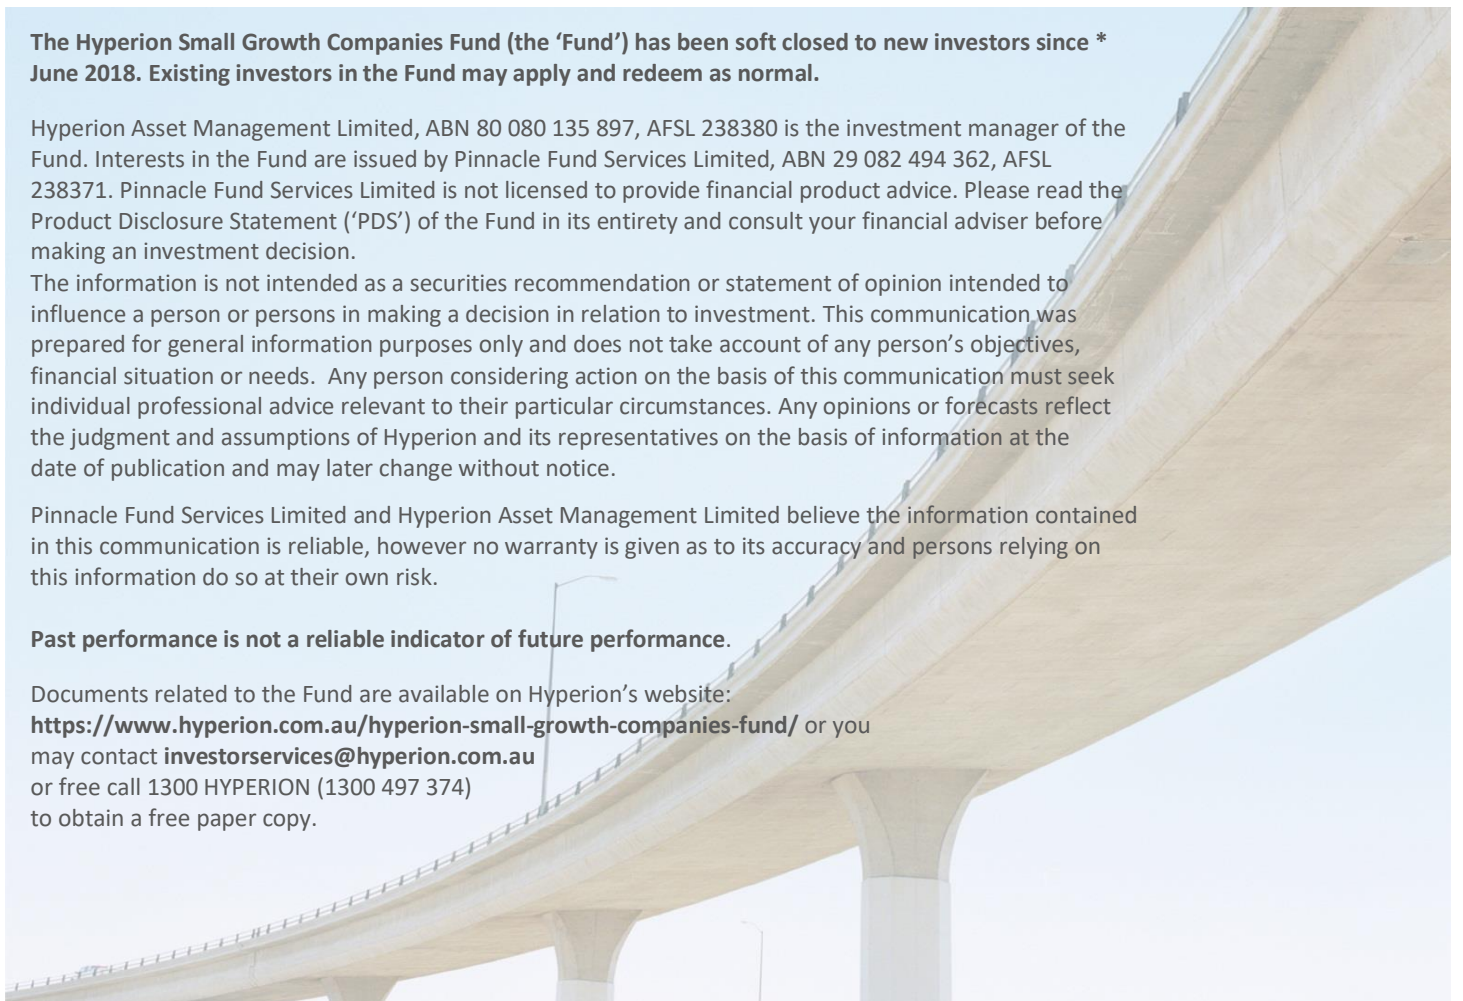 The Hyperion Small Growth Companies Fund (the ‘Fund’) has been soft closed to new investors since *
June 2018. Existing investors in the Fund may apply and redeem as normal.
Hyperion Asset Management Limited, ABN 80 080 135 897, AFSL 238380 is the investment manager of the
Fund. Interests in the Fund are issued by Pinnacle Fund Services Limited, ABN 29 082 494 362, AFSL
238371. Pinnacle Fund Services Limited is not licensed to provide financial product advice. Please read the
Product Disclosure Statement (‘PDS’) of the Fund in its entirety and consult your financial adviser before
making an investment decision.
The information is not intended as a securities recommendation or statement of opinion intended to
influence a person or persons in making a decision in relation to investment. This communication was
prepared for general information purposes only and does not take account of any person’s objectives,
financial situation or needs.  Any person considering action on the basis of this communication must seek
individual professional advice relevant to their particular circumstances. Any opinions or forecasts reflect
the judgment and assumptions of Hyperion and its representatives on the basis of information at the
date of publication and may later change without notice.
Pinnacle Fund Services Limited and Hyperion Asset Management Limited believe the information contained
in this communication is reliable, however no warranty is given as to its accuracy and persons relying on
this information do so at their own risk.
Past performance is not a reliable indicator of future performance.
Documents related to the Fund are available on Hyperion’s website:
https://www.hyperion.com.au/hyperion-small-growth-companies-fund/ or you
may contact investorservices@hyperion.com.au
or free call 1300 HYPERION (1300 497 374)
to obtain a free paper copy.